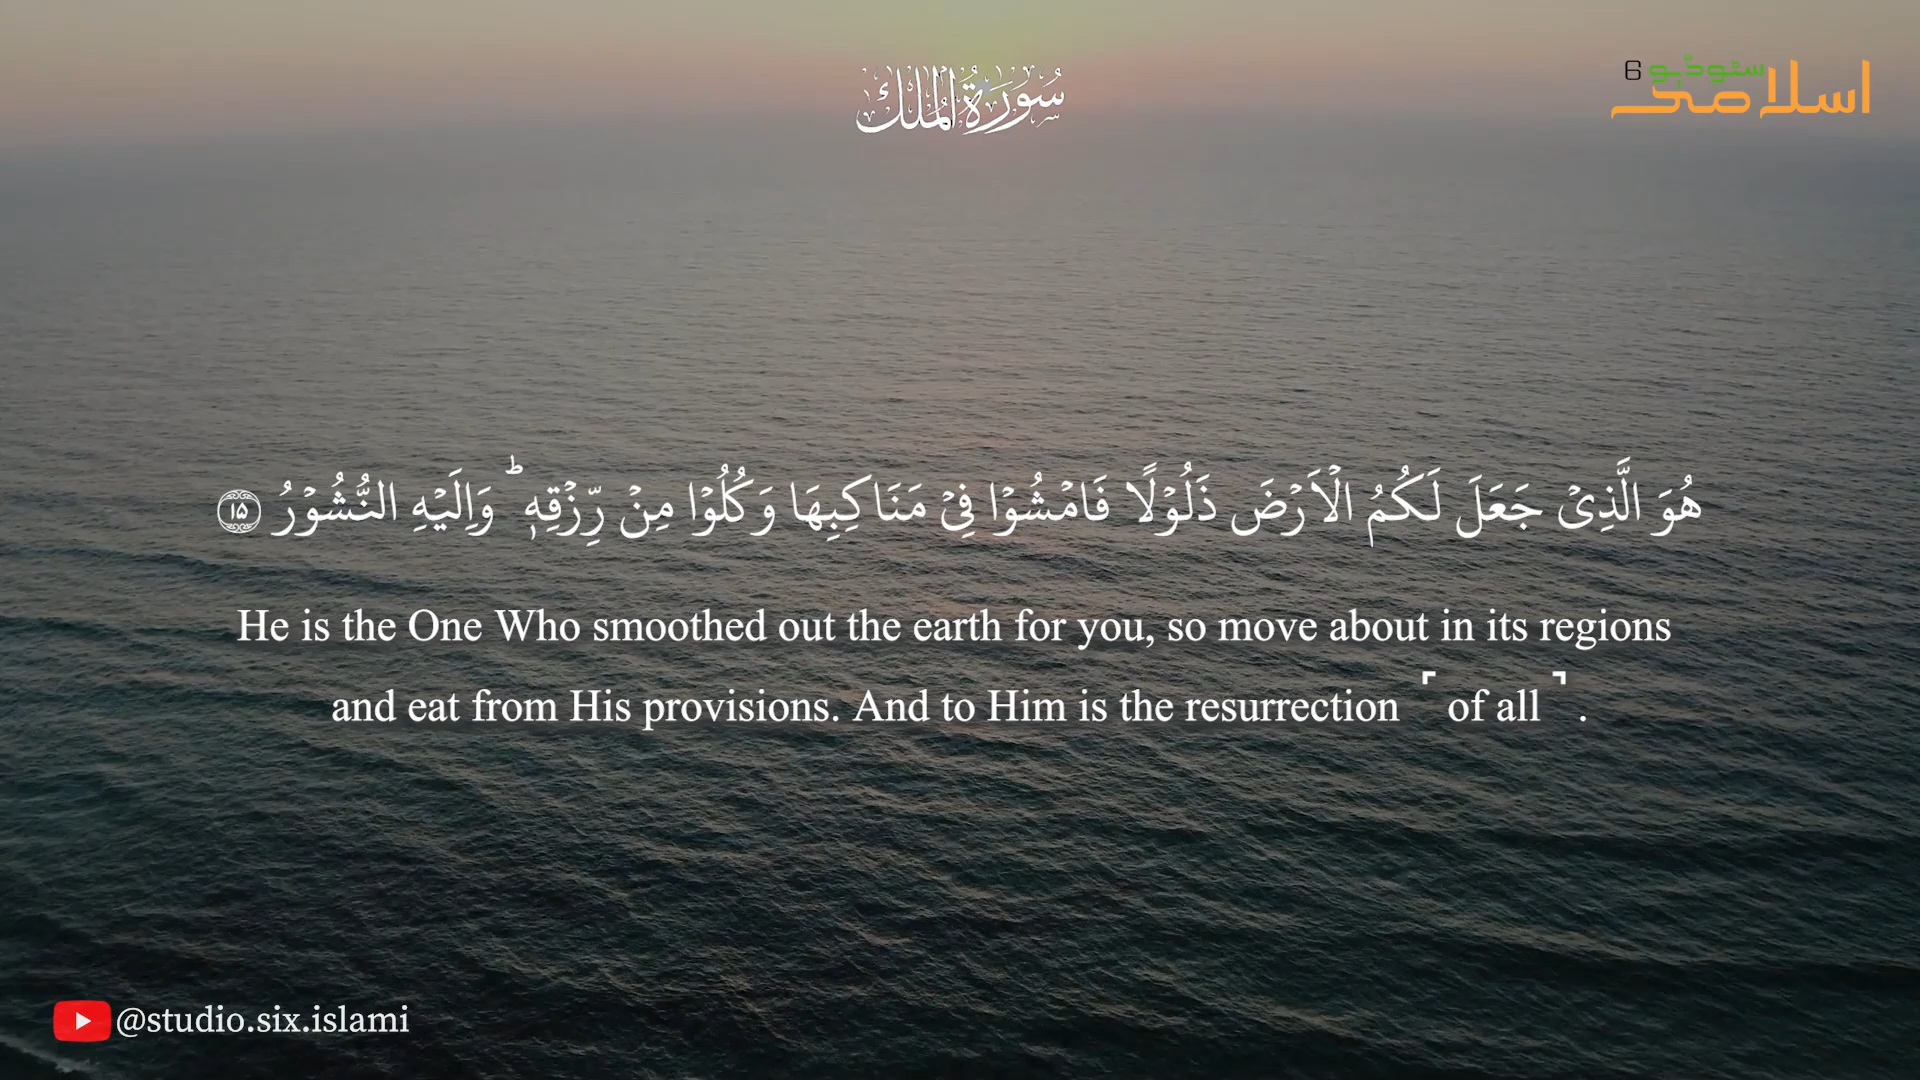 سُورَةُ الْمُلْك
6 ستوديو
اسلامی
هُوَ الَّذِیْ جَعَلَ لَكُمُ الْاَرْضَ ذَلُوْلًا فَامْشُوْا فِیْ مَنَاكِبِهَا وَكُلُوْا مِنْ رِّزْقِهٖ ؕ وَاِلَیْهِ النُّشُوْرُ ۝۱۵
He is the One Who smoothed out the earth for you, so move about in its regions
and eat from His provisions. And to Him is the resurrection ⌜ of all ⌝ .
@studio.six.islami